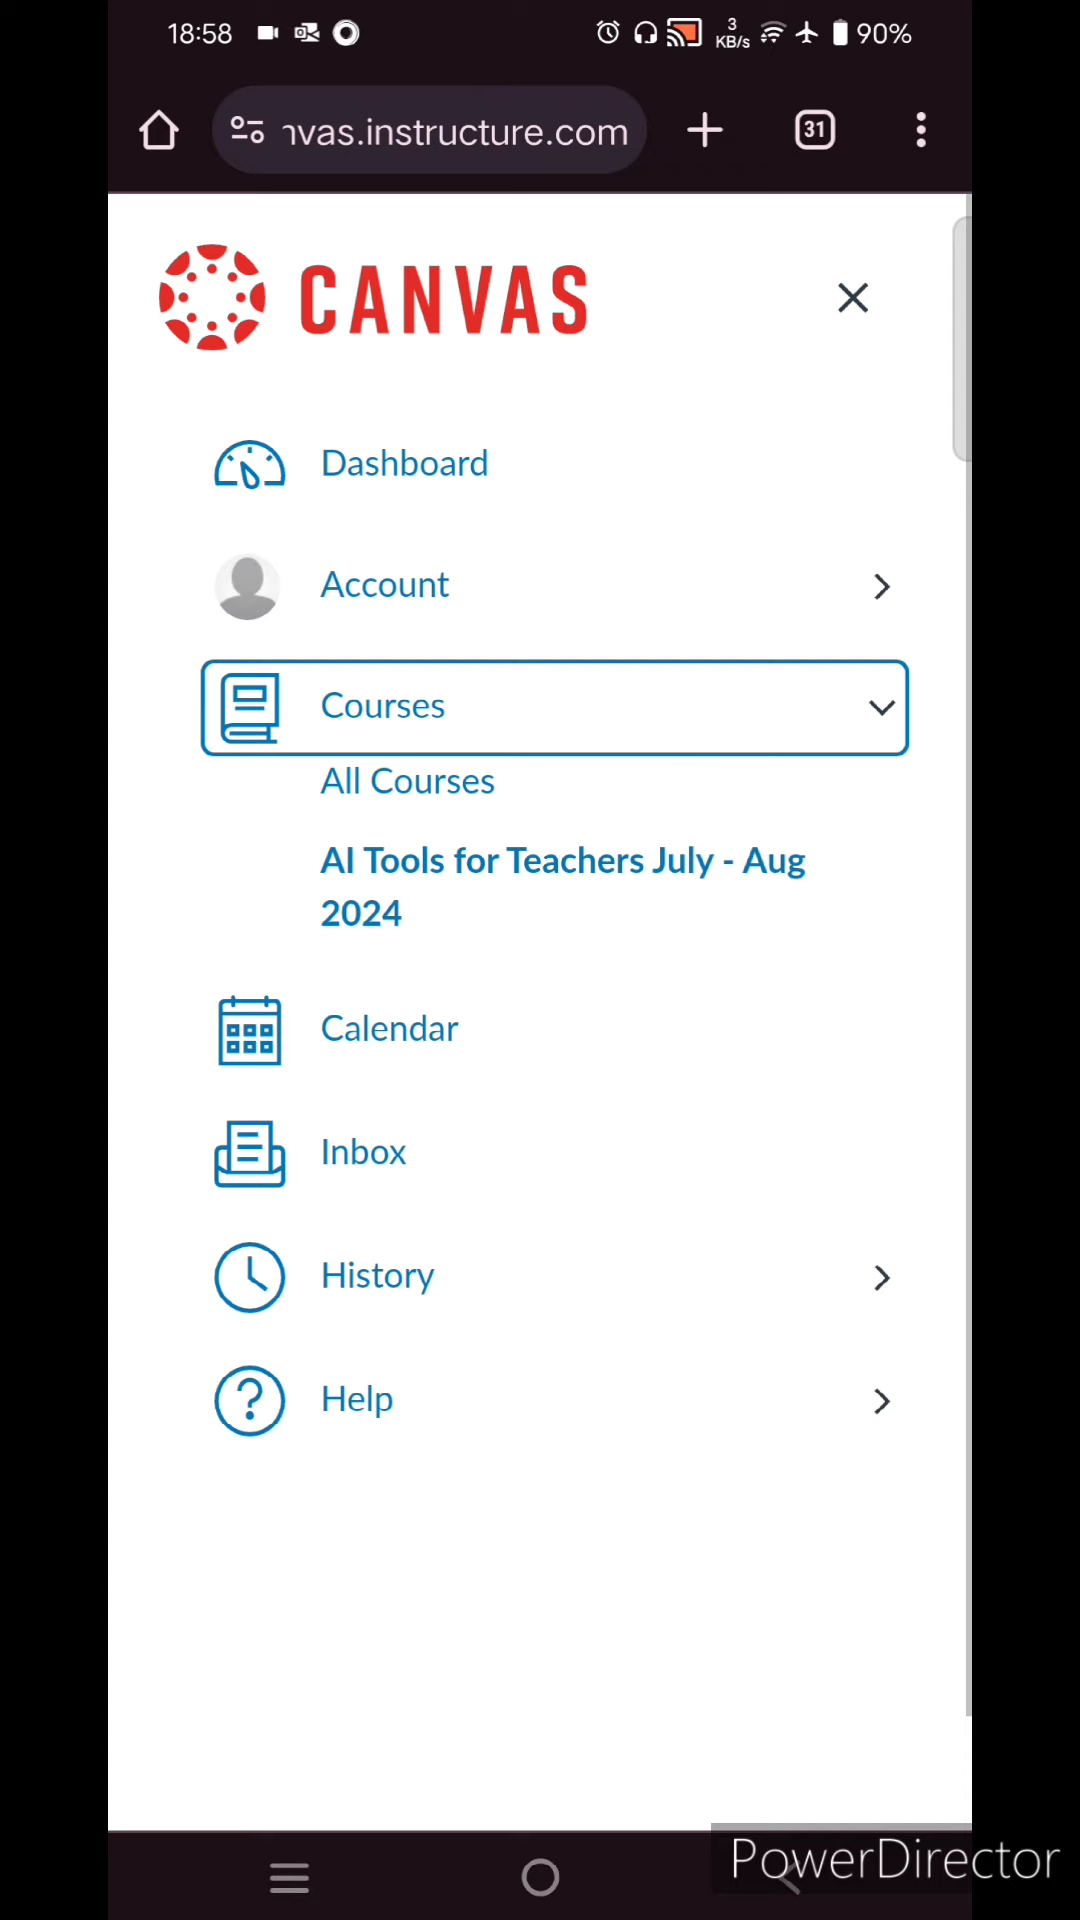 18:58
3
KB/s
90%
nvas.instructure.com
31
CANVAS
Dashboard
Account
Courses
All Courses
AI Tools for Teachers July - Aug
2024
Calendar
Inbox
History
?
Help
PowerDirector